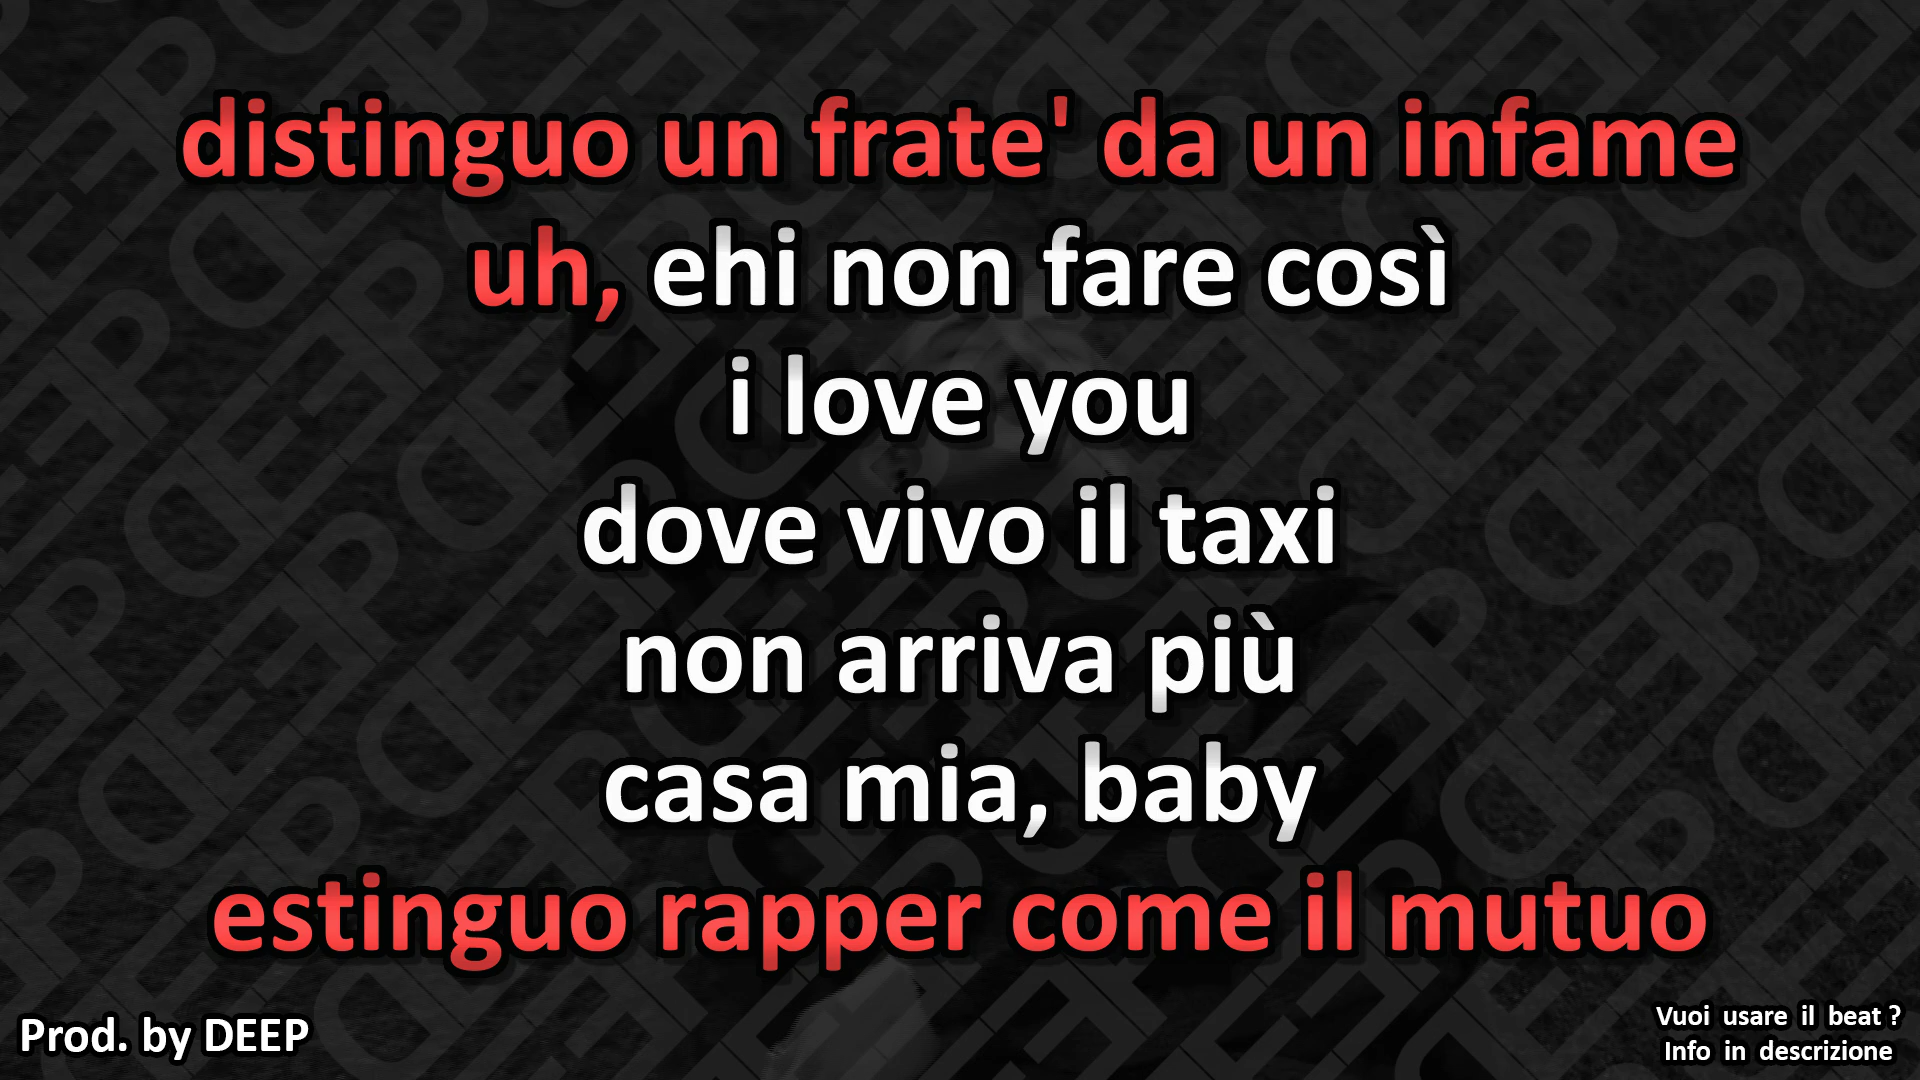 distinguo un frate' da un infame
uh, ehi non fare così
i love you
dove vivo il taxi
non arriva più
casa mia, baby
estinguo rapper come il mutuo
Prod. by DEEP
Vuoi usare il beat ?
Info in descrizione